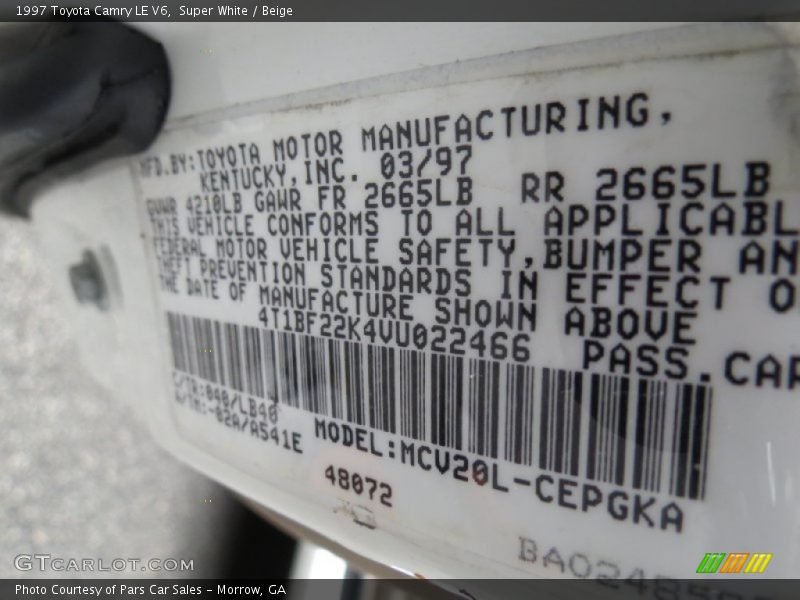 1997 Toyota Camry LE V6,  Super White / Beige
MFD.BY:TOYOTA MOTOR MANUFACTURING,
KENTUCKY,INC. 03/97
GVWR 4210LB GAWR FR 2665LB RR 2665LB
THIS VEHICLE CONFORMS TO ALL APPLICABL
FEDERAL MOTOR VEHICLE SAFETY,BUMPER AN
THEFT PREVENTION STANDARDS IN EFFECT O
THE DATE OF MANUFACTURE SHOWN ABOVE
4T1BF22K4VU022466 PASS.CAR
C/TR:040/LB40
A/TM:-02A/A541E
MODEL:MCV20L-CEPGKA
48072
GTCARLOT.COM
Photo Courtesy of Pars Car Sales - Morrow, GA